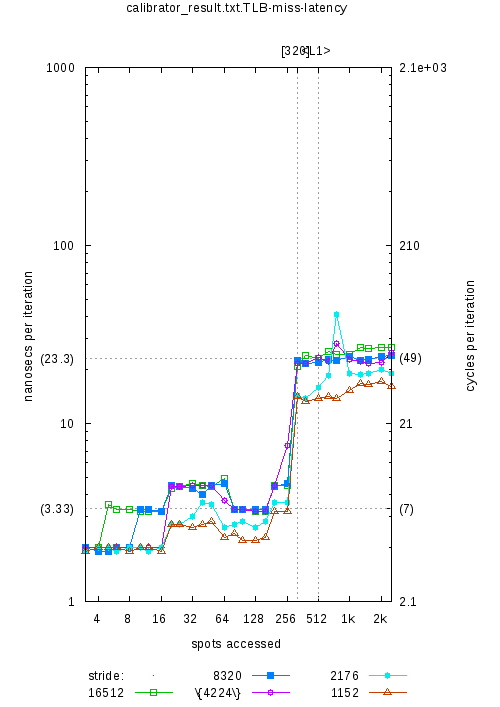 calibrator_result.txt.TLB-miss-latency
[320] <L1>
1000
2.1e+03
100
210
(23.3)
(49)
10
21
(3.33)
(7)
1
2.1
nanosecs per iteration
cycles per iteration
4 8 16 32 64 128 256 512 1k 2k
spots accessed
stride: 8320 2176
16512 \{4224\} 1152